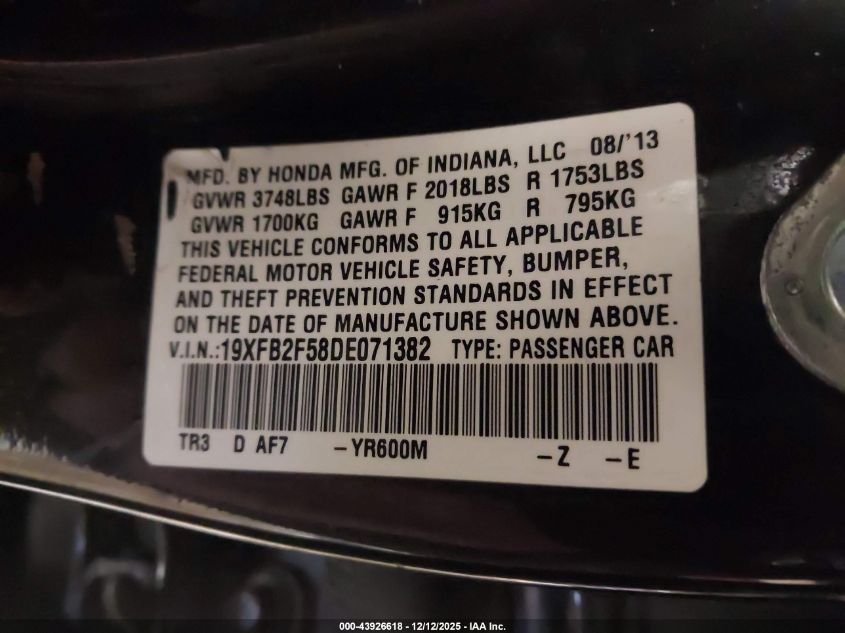 MFD. BY HONDA MFG. OF INDIANA, LLC 08/'13
GVWR 3748LBS GAWR F 2018LBS R 1753LBS
GVWR 1700KG GAWR F 915KG R 795KG
THIS VEHICLE CONFORMS TO ALL APPLICABLE
FEDERAL MOTOR VEHICLE SAFETY, BUMPER,
AND THEFT PREVENTION STANDARDS IN EFFECT
ON THE DATE OF MANUFACTURE SHOWN ABOVE.
V.I.N.:19XFB2F58DE071382 TYPE: PASSENGER CAR
TR3 D AF7 -YR600M -Z -E
000-43926618 - 12/12/2025 - IAA Inc.